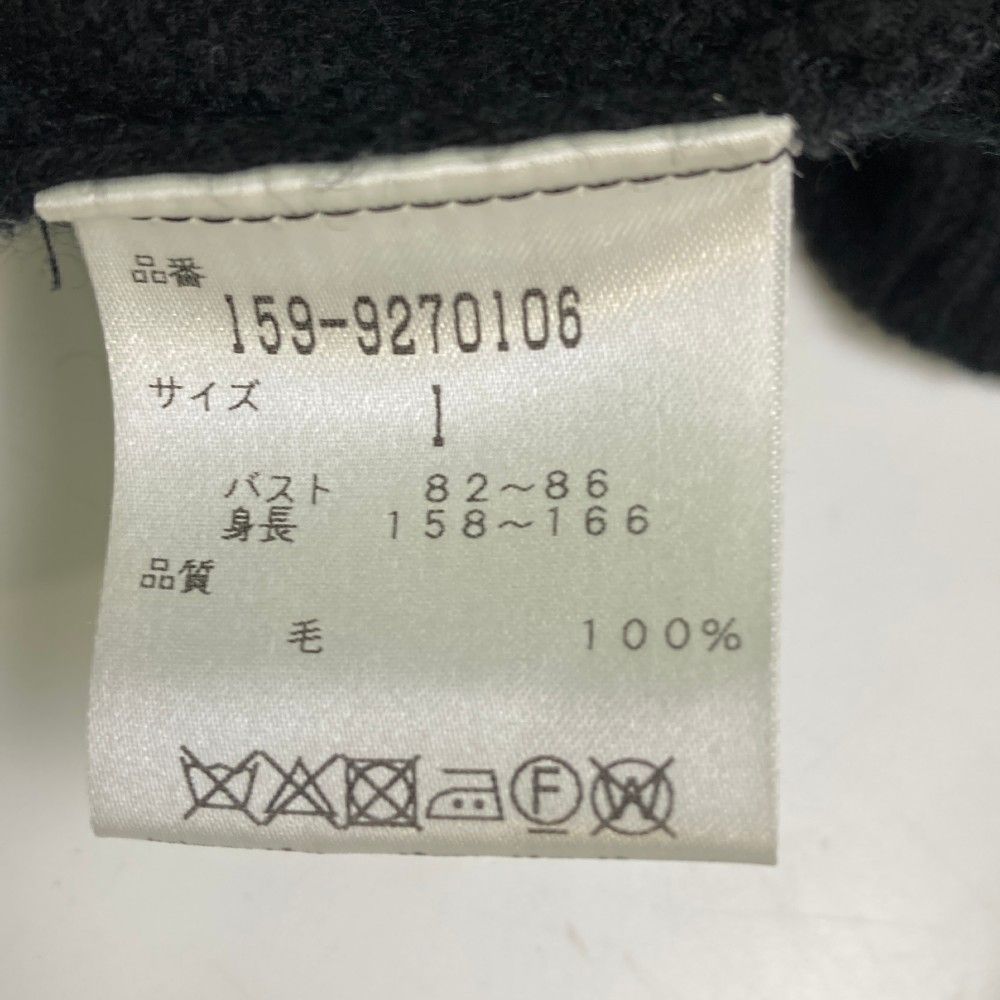 品番
159-9270106
サイズ 1
バスト 82～86
身長 158～166
品質
毛 100%
F W